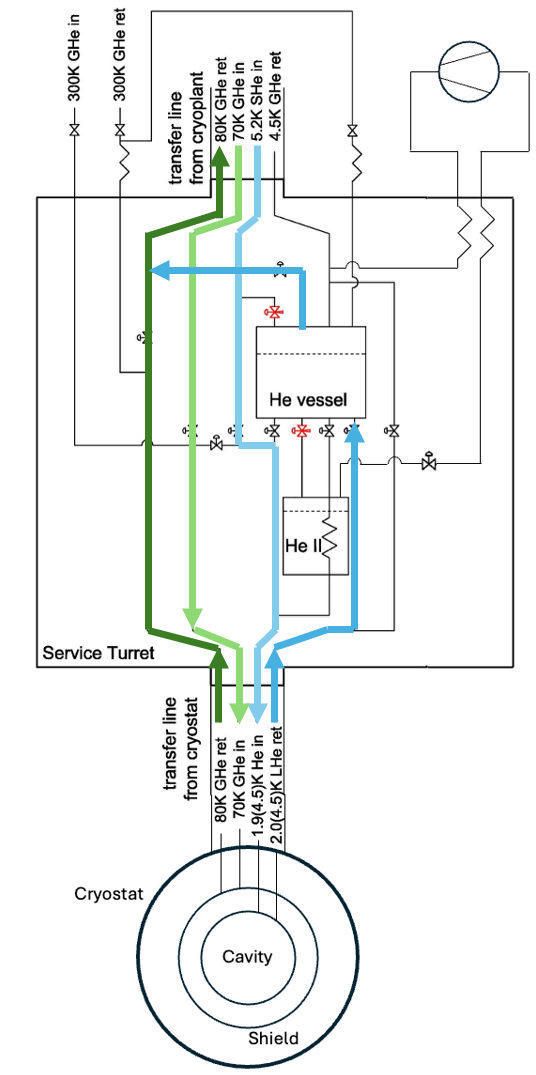 300K GHe in
300K GHe ret
transfer line
from cryoplant
80K GHe ret
70K GHe in
5.2K SHe in
4.5K GHe ret
He vessel
He II
Service Turret
transfer line
from cryostat
80K GHe ret
70K GHe in
1.9(4.5)K He in
2.0(4.5)K LHe ret
Cryostat
Cavity
Shield